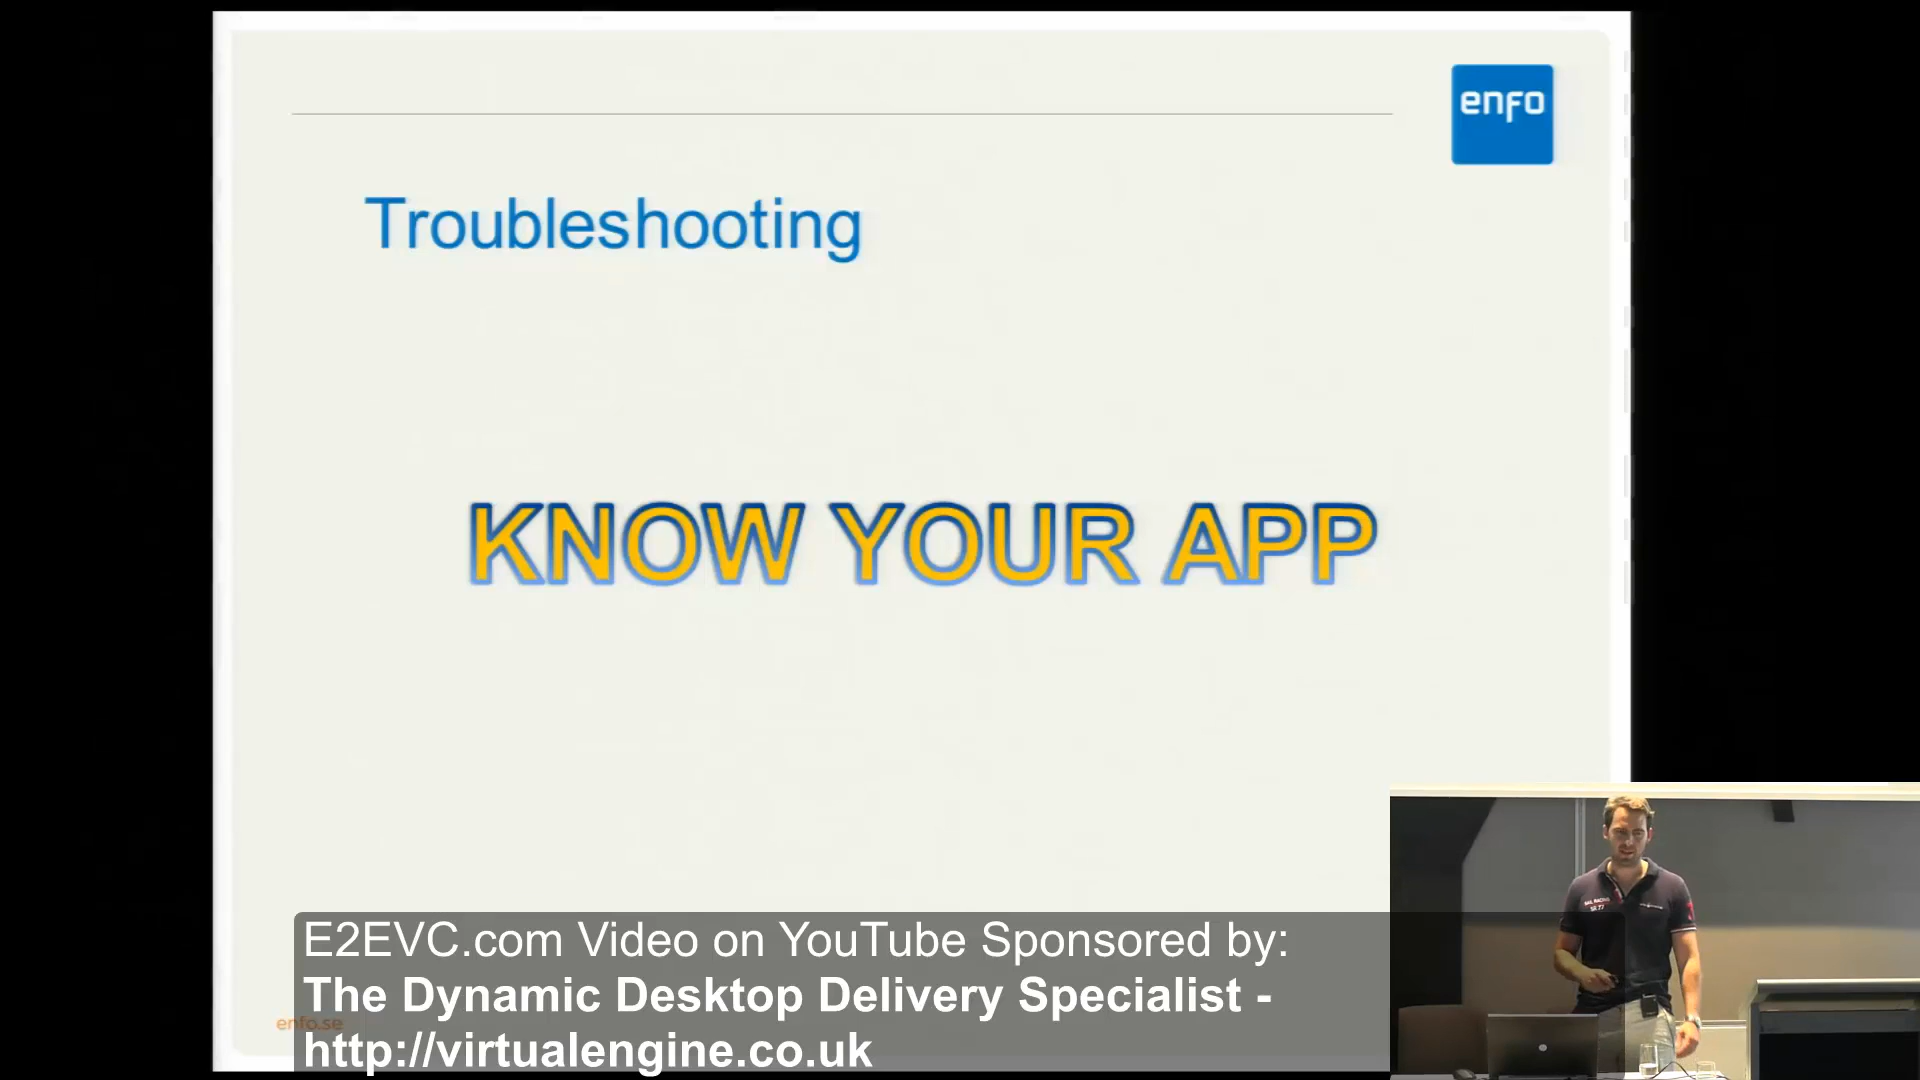 enfo
Troubleshooting
KNOW YOUR APP
E2EVC.com Video on YouTube Sponsored by:
The Dynamic Desktop Delivery Specialist -
enfo.se
http://virtualengine.co.uk